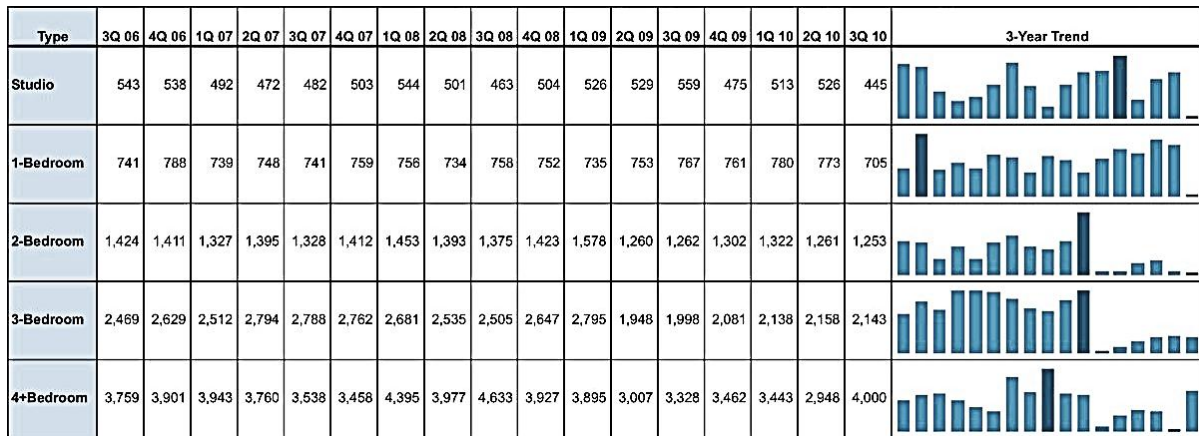 Type 3Q 06 4Q 06 1Q 07 2Q 07 3Q 07 4Q 07 1Q 08 2Q 08 3Q 08 4Q 08 1Q 09 2Q 09 3Q 09 4Q 09 1Q 10 2Q 10 3Q 10 3-Year Trend
Studio 543 538 492 472 482 503 544 501 463 504 526 529 559 475 513 526 445
1-Bedroom 741 788 739 748 741 759 756 734 758 752 735 753 767 761 780 773 705
2-Bedroom 1,424 1,411 1,327 1,395 1,328 1,412 1,453 1,393 1,375 1,423 1,578 1,260 1,262 1,302 1,322 1,261 1,253
3-Bedroom 2,469 2,629 2,512 2,794 2,788 2,762 2,681 2,535 2,505 2,647 2,795 1,948 1,998 2,081 2,138 2,158 2,143
4+Bedroom 3,759 3,901 3,943 3,760 3,538 3,458 4,395 3,977 4,633 3,927 3,895 3,007 3,328 3,462 3,443 2,948 4,000